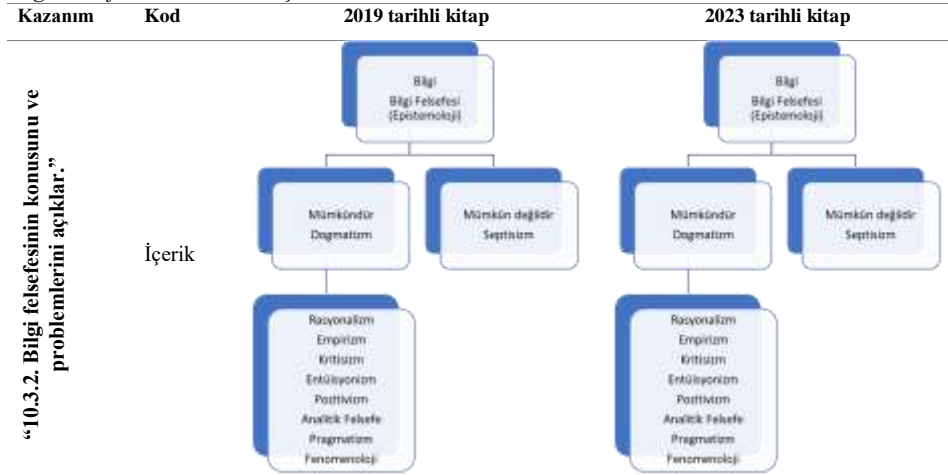 Kazanım Kod 2019 tarihli kitap 2023 tarihli kitap
“10.3.2. Bilgi felsefesinin konusunu ve
problemlerini açıklar.”
İçerik
Bilgi
Bilgi Felsefesi
(Epistemoloji)
Mümkündür
Dogmatizm
Mümkün değildir
Septisizm
Rasyonalizm
Empirizm
Kritisizm
Entüisyonizm
Pozitivizm
Analitik Felsefe
Pragmatizm
Fenomenoloji
Bilgi
Bilgi Felsefesi
(Epistemoloji)
Mümkündür
Dogmatizm
Mümkün değildir
Septisizm
Rasyonalizm
Empirizm
Kritisizm
Entüisyonizm
Pozitivizm
Analitik Felsefe
Pragmatizm
Fenomenoloji